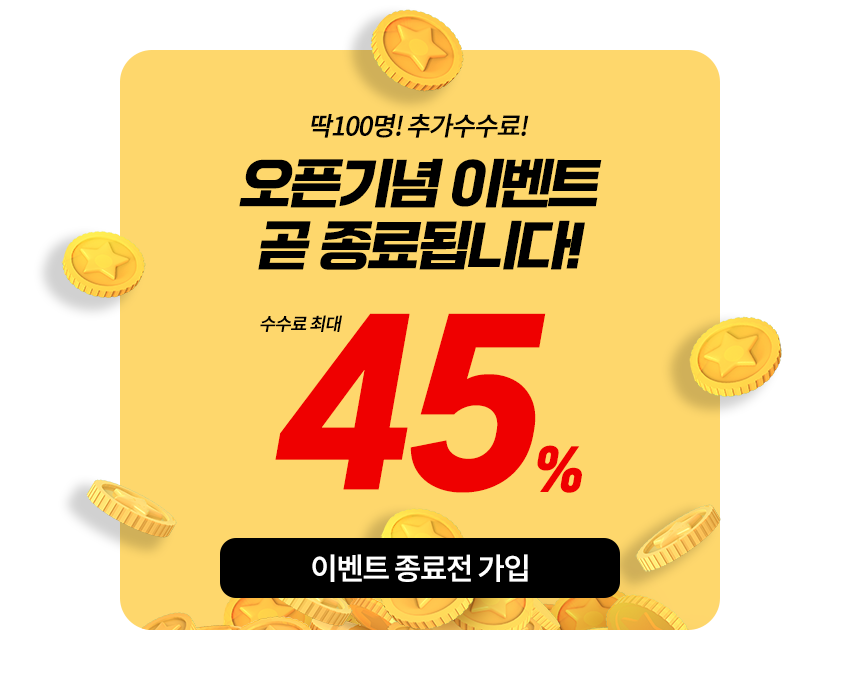 딱100명! 추가수수료!
오픈기념 이벤트
곧 종료됩니다!
수수료 최대
45%
이벤트 종료전 가입